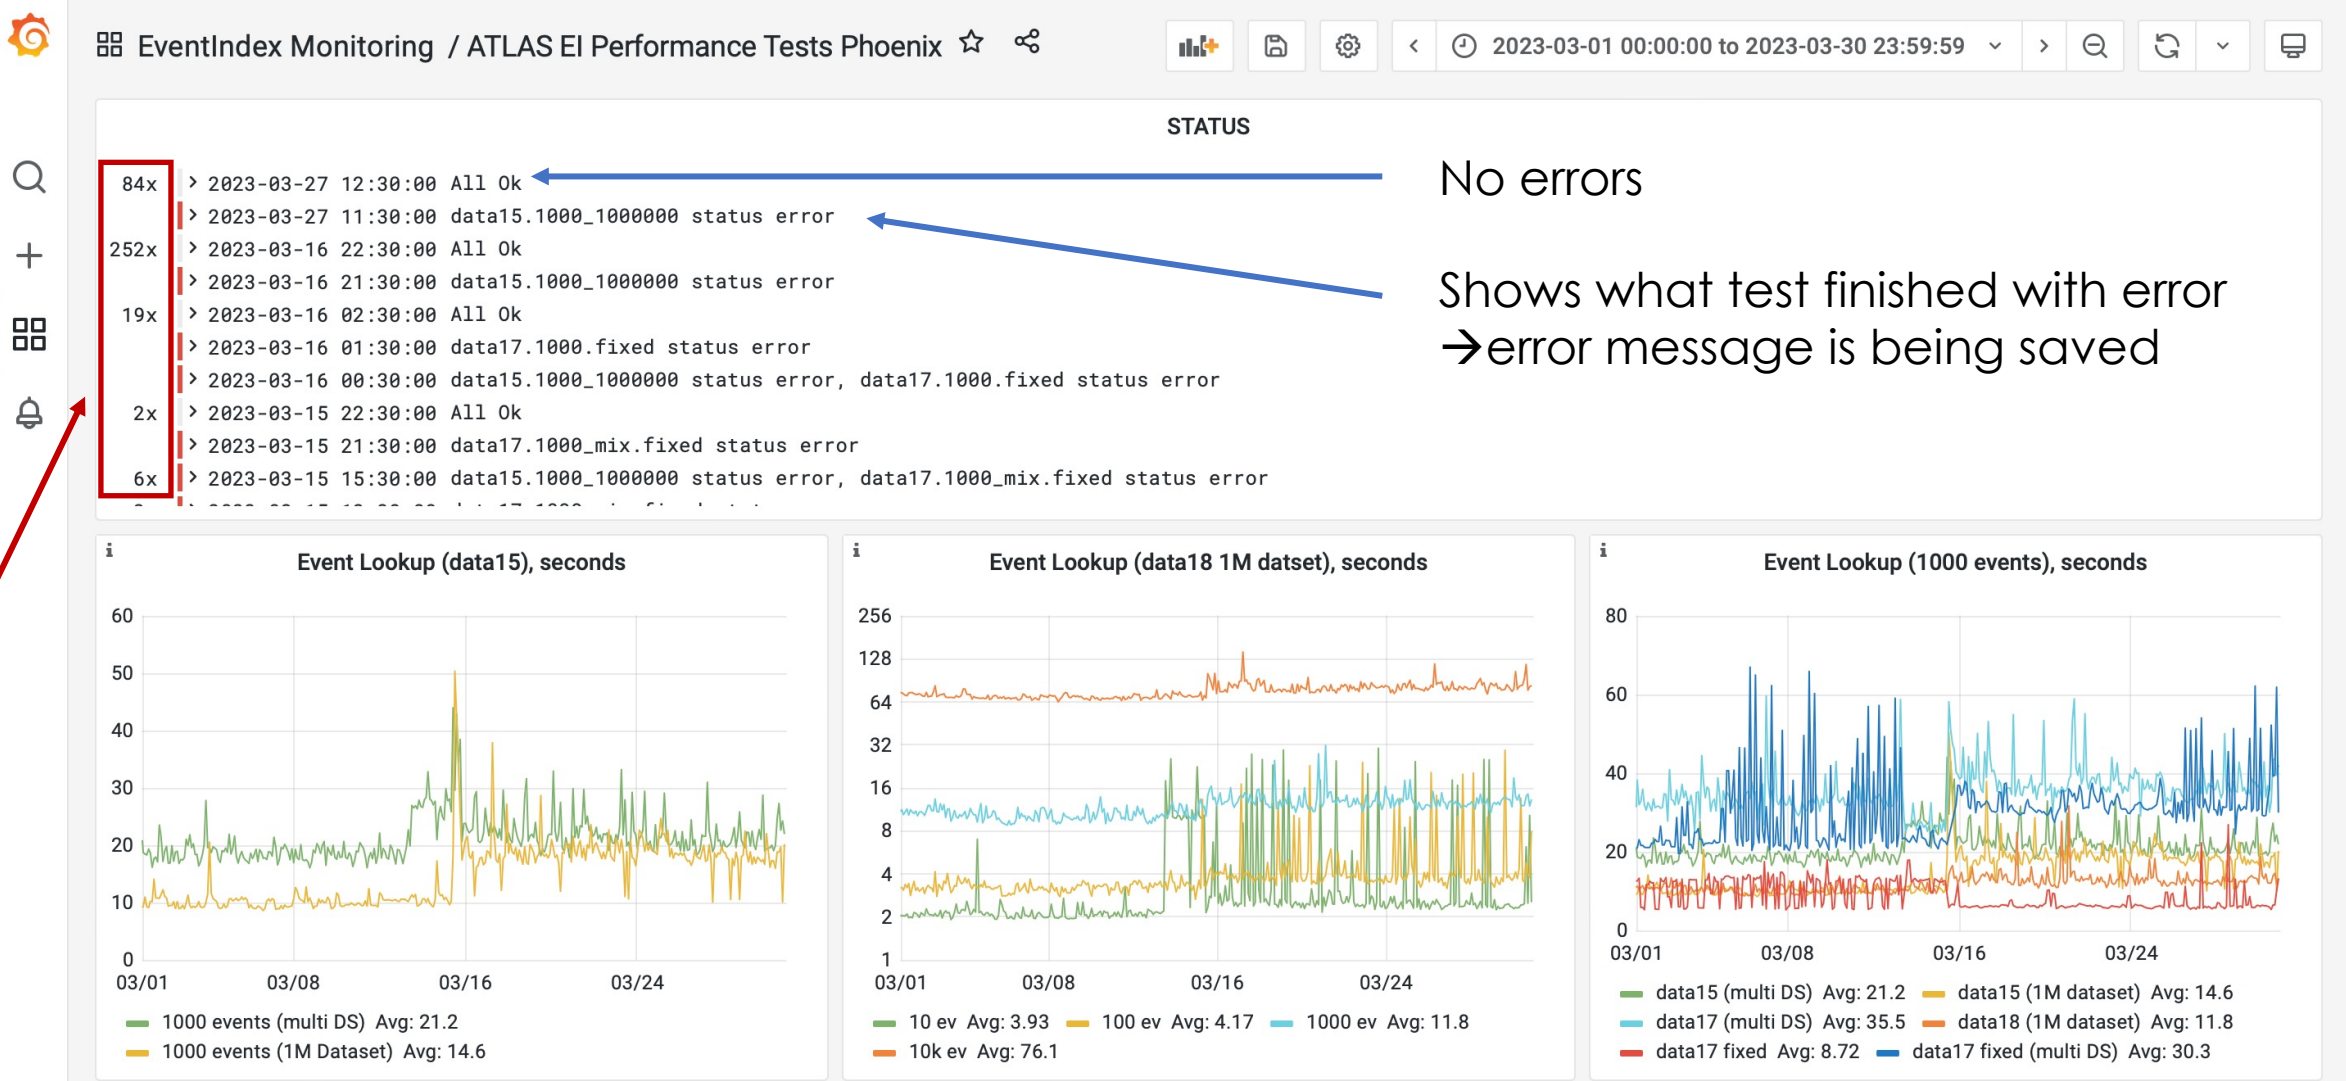 EventIndex Monitoring / ATLAS EI Performance Tests Phoenix
2023-03-01 00:00:00 to 2023-03-30 23:59:59
STATUS
84x > 2023-03-27 12:30:00 All Ok
> 2023-03-27 11:30:00 data15.1000_1000000 status error
252x > 2023-03-16 22:30:00 All Ok
> 2023-03-16 21:30:00 data15.1000_1000000 status error
19x > 2023-03-16 02:30:00 All Ok
> 2023-03-16 01:30:00 data17.1000.fixed status error
> 2023-03-16 00:30:00 data15.1000_1000000 status error, data17.1000.fixed status error
2x > 2023-03-15 22:30:00 All Ok
> 2023-03-15 21:30:00 data17.1000_mix.fixed status error
6x > 2023-03-15 15:30:00 data15.1000_1000000 status error, data17.1000_mix.fixed status error
No errors
Shows what test finished with error
→error message is being saved
Event Lookup (data15), seconds
60
50
40
30
20
10
0
03/01 03/08 03/16 03/24
1000 events (multi DS) Avg: 21.2
1000 events (1M Dataset) Avg: 14.6
Event Lookup (data18 1M datset), seconds
256
128
64
32
16
8
4
2
1
03/01 03/08 03/16 03/24
10 ev Avg: 3.93 100 ev Avg: 4.17 1000 ev Avg: 11.8
10k ev Avg: 76.1
Event Lookup (1000 events), seconds
80
60
40
20
0
03/01 03/08 03/16 03/24
data15 (multi DS) Avg: 21.2 data15 (1M dataset) Avg: 14.6
data17 (multi DS) Avg: 35.5 data18 (1M dataset) Avg: 11.8
data17 fixed Avg: 8.72 data17 fixed (multi DS) Avg: 30.3